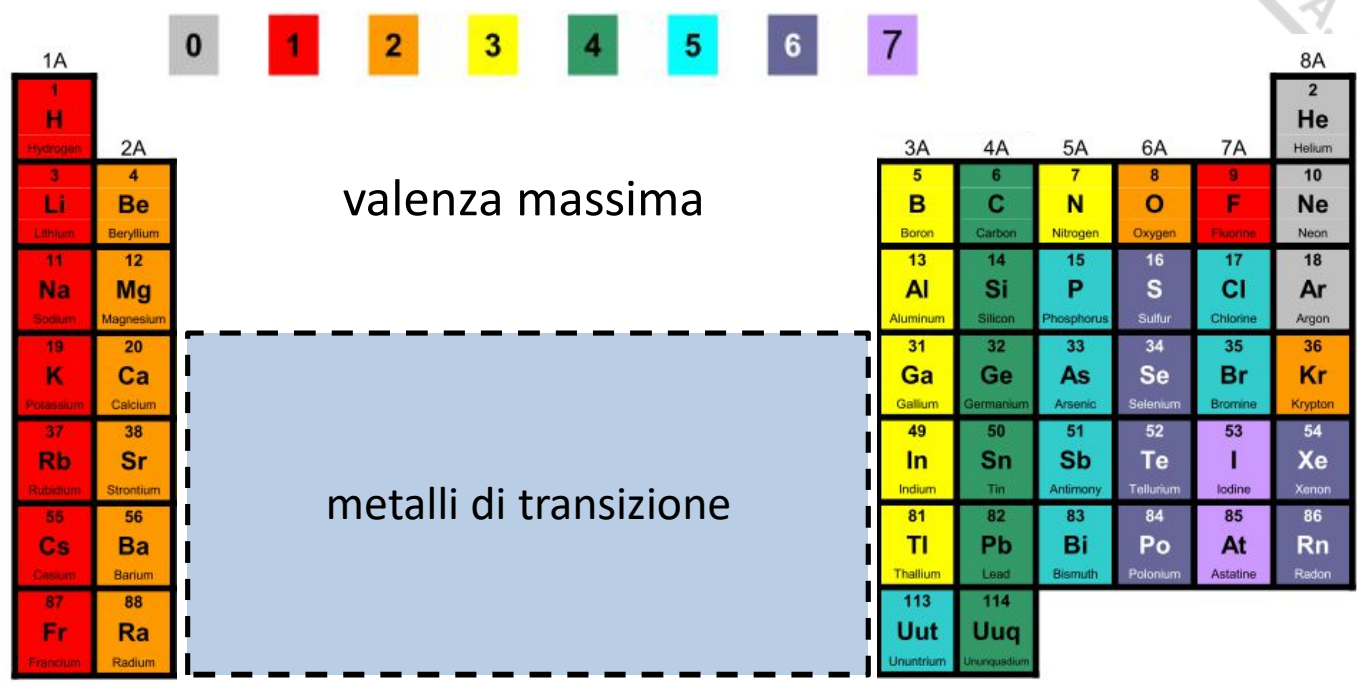 0 1 2 3 4 5 6 7
1A 8A
1 2
H He
Hydrogen Helium
2A 3A 4A 5A 6A 7A
3 4 5 6 7 8 9 10
Li Be B C N O F Ne
Lithium Beryllium Boron Carbon Nitrogen Oxygen Fluorine Neon
valenza massima
11 12 13 14 15 16 17 18
Na Mg Al Si P S Cl Ar
Sodium Magnesium Aluminum Silicon Phosphorus Sulfur Chlorine Argon
19 20 31 32 33 34 35 36
K Ca Ga Ge As Se Br Kr
Potassium Calcium Gallium Germanium Arsenic Selenium Bromine Krypton
37 38 49 50 51 52 53 54
Rb Sr In Sn Sb Te I Xe
Rubidium Strontium Indium Tin Antimony Tellurium Iodine Xenon
metalli di transizione
55 56 81 82 83 84 85 86
Cs Ba Tl Pb Bi Po At Rn
Cesium Barium Thallium Lead Bismuth Polonium Astatine Radon
87 88 113 114
Fr Ra Uut Uuq
Francium Radium Ununtrium Ununquadium